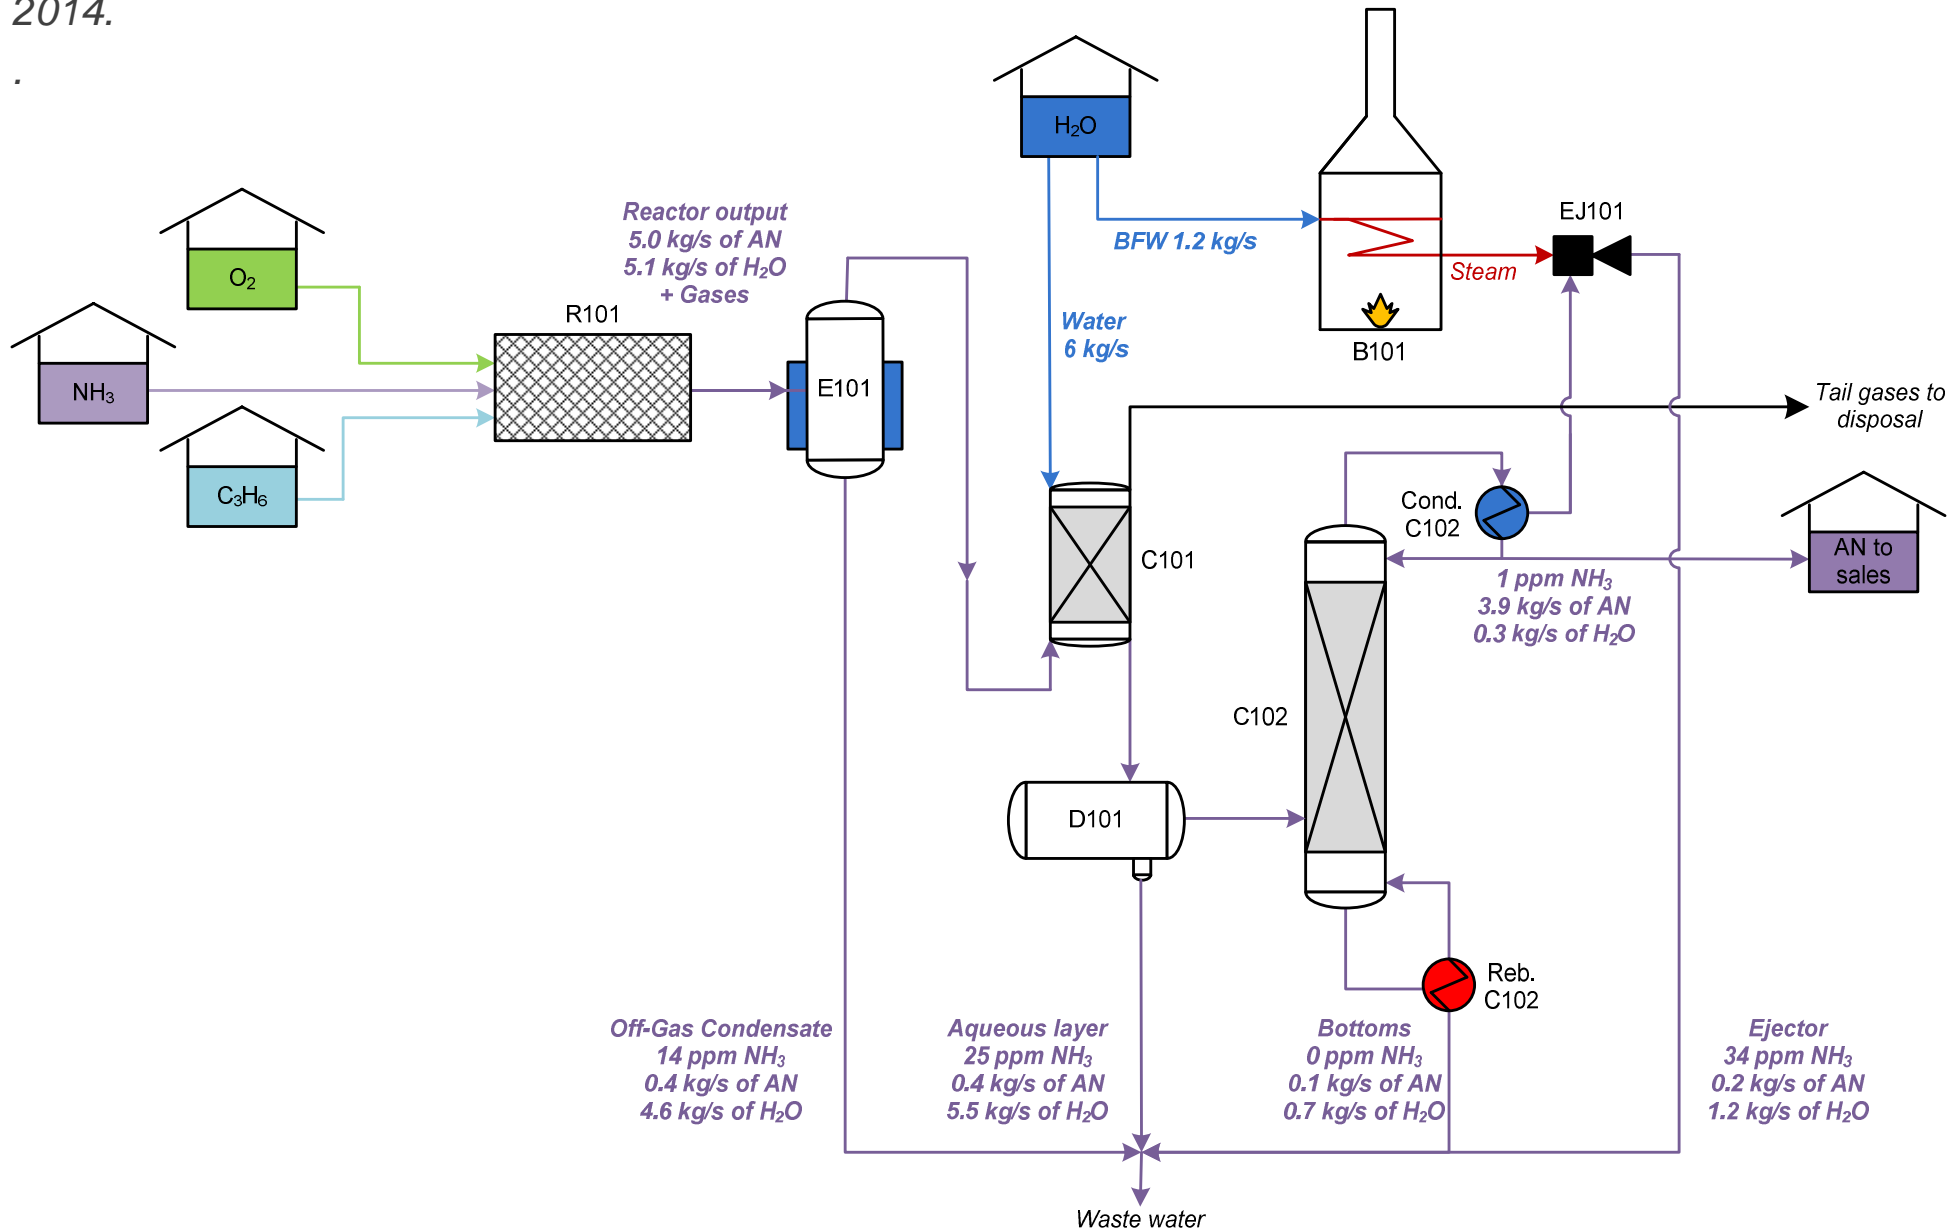 2014.
.
H₂O
EJ101
Reactor output
5.0 kg/s of AN
5.1 kg/s of H₂O
+ Gases
BFW 1.2 kg/s
Steam
O₂
R101
Water
6 kg/s
B101
NH₃
E101
Tail gases to
disposal
C₃H₆
Cond.
C102
C101
AN to
sales
1 ppm NH₃
3.9 kg/s of AN
0.3 kg/s of H₂O
C102
D101
Reb.
C102
Off-Gas Condensate
14 ppm NH₃
0.4 kg/s of AN
4.6 kg/s of H₂O
Aqueous layer
25 ppm NH₃
0.4 kg/s of AN
5.5 kg/s of H₂O
Bottoms
0 ppm NH₃
0.1 kg/s of AN
0.7 kg/s of H₂O
Ejector
34 ppm NH₃
0.2 kg/s of AN
1.2 kg/s of H₂O
Waste water